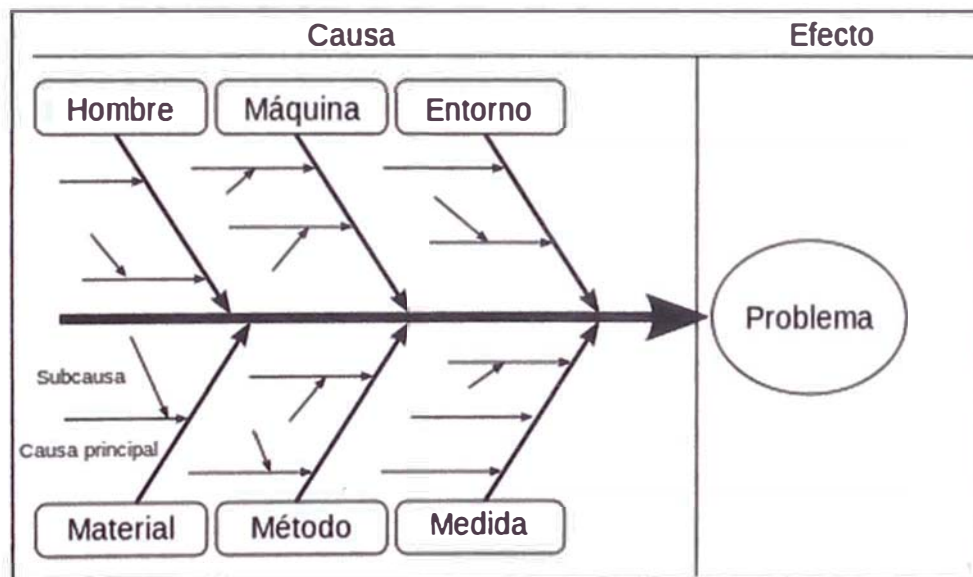 Causa
Efecto
Hombre
Máquina
Entorno
Problema
Subcausa
Causa principal
Material
Método
Medida